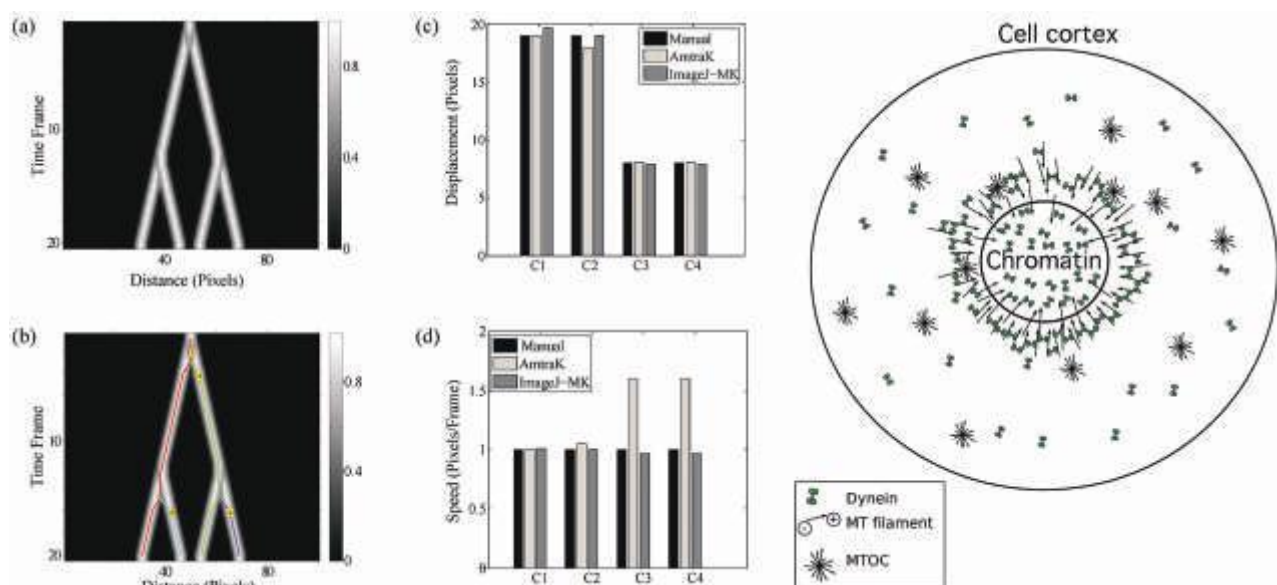 (a)
0.8
0.4
0
10
20
Time Frame
40
80
Distance (Pixels)
(b)
0.8
0.4
0
10
20
Time Frame
40
80
Distance (Pixels)
(c)
20
15
10
5
0
Displacement (Pixels)
Manual
AmtraK
ImageJ-MK
C1 C2 C3 C4
(d)
2
1.5
1
0.5
0
Speed (Pixels/Frame)
Manual
AmtraK
ImageJ-MK
C1 C2 C3 C4
Cell cortex
Chromatin
Dynein
- + MT filament
MTOC